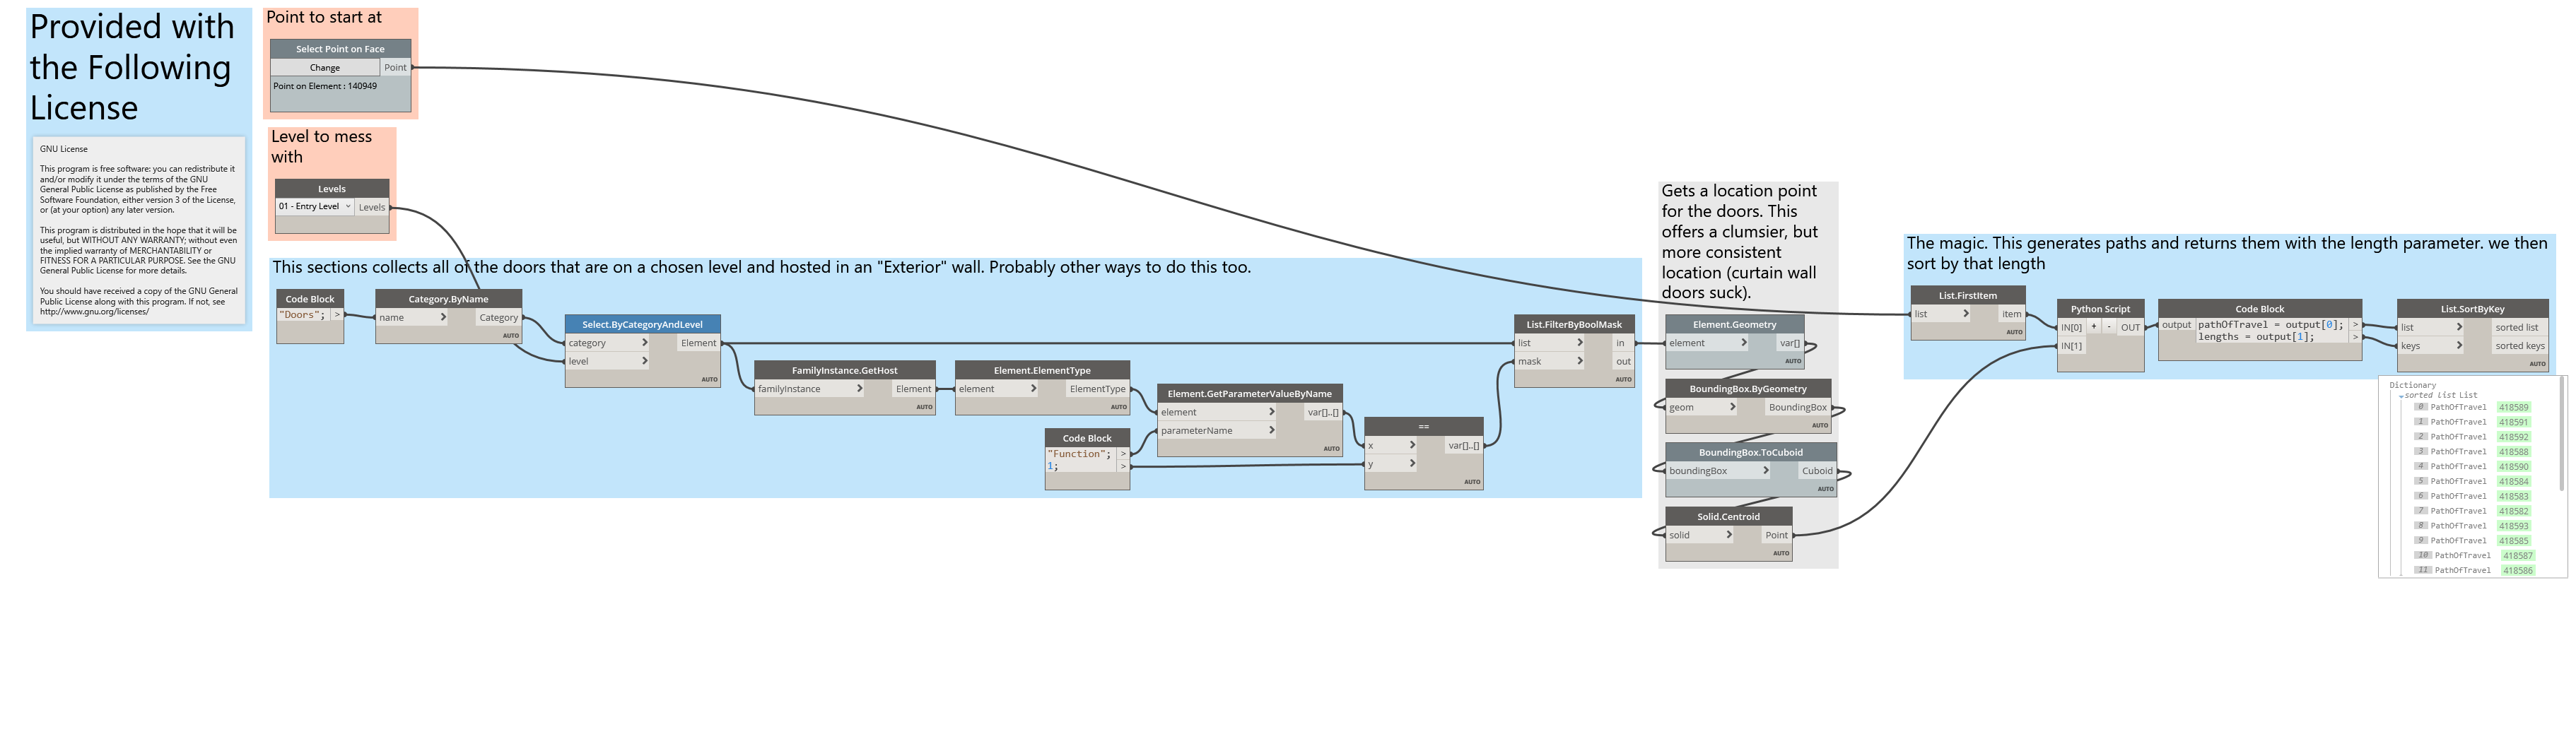 Provided with
the Following
License
GNU License
This program is free software: you can redistribute it
and/or modify it under the terms of the GNU
General Public License as published by the Free
Software Foundation, either version 3 of the License,
or (at your option) any later version.
This program is distributed in the hope that it will be
useful, but WITHOUT ANY WARRANTY; without even
the implied warranty of MERCHANTABILITY or
FITNESS FOR A PARTICULAR PURPOSE. See the GNU
General Public License for more details.
You should have received a copy of the GNU General
Public License along with this program. If not, see
http://www.gnu.org/licenses/
Point to start at
Select Point on Face
Change Point
Point on Element : 140949
Level to mess
with
Levels
01 - Entry Level Levels
This sections collects all of the doors that are on a chosen level and hosted in an "Exterior" wall. Probably other ways to do this too.
Code Block
"Doors"; >
Category.ByName
name > Category
AUTO
Select.ByCategoryAndLevel
category > Element
level >
AUTO
FamilyInstance.GetHost
familyInstance > Element
AUTO
Element.ElementType
element > ElementType
AUTO
Code Block
"Function"; >
1; >
Element.GetParameterValueByName
element > var[]..[]
parameterName >
AUTO
==
x > var[]..[]
y >
AUTO
List.FilterByBoolMask
list > in
mask > out
AUTO
Gets a location point
for the doors. This
offers a clumsier, but
more consistent
location (curtain wall
doors suck).
Element.Geometry
element > var[]
AUTO
BoundingBox.ByGeometry
geom > BoundingBox
AUTO
BoundingBox.ToCuboid
boundingBox > Cuboid
AUTO
Solid.Centroid
solid > Point
AUTO
The magic. This generates paths and returns them with the length parameter. we then
sort by that length
List.FirstItem
list > item
AUTO
Python Script
IN[0] + - OUT
IN[1]
AUTO
Code Block
output pathOfTravel = output[0]; >
lengths = output[1]; >
AUTO
List.SortByKey
list > sorted list
keys > sorted keys
AUTO
Dictionary
sorted list List
0 PathOfTravel 418589
1 PathOfTravel 418591
2 PathOfTravel 418592
3 PathOfTravel 418588
4 PathOfTravel 418590
5 PathOfTravel 418584
6 PathOfTravel 418583
7 PathOfTravel 418582
8 PathOfTravel 418593
9 PathOfTravel 418585
10 PathOfTravel 418587
11 PathOfTravel 418586